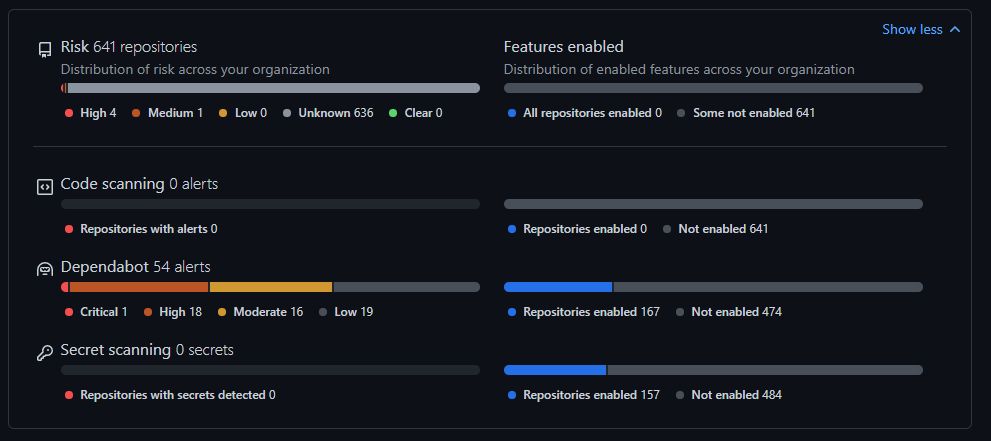 Show less
Risk 641 repositories
Distribution of risk across your organization
High 4 Medium 1 Low 0 Unknown 636 Clear 0
Features enabled
Distribution of enabled features across your organization
All repositories enabled 0 Some not enabled 641
Code scanning 0 alerts
Repositories with alerts 0
Repositories enabled 0 Not enabled 641
Dependabot 54 alerts
Critical 1 High 18 Moderate 16 Low 19
Repositories enabled 167 Not enabled 474
Secret scanning 0 secrets
Repositories with secrets detected 0
Repositories enabled 157 Not enabled 484